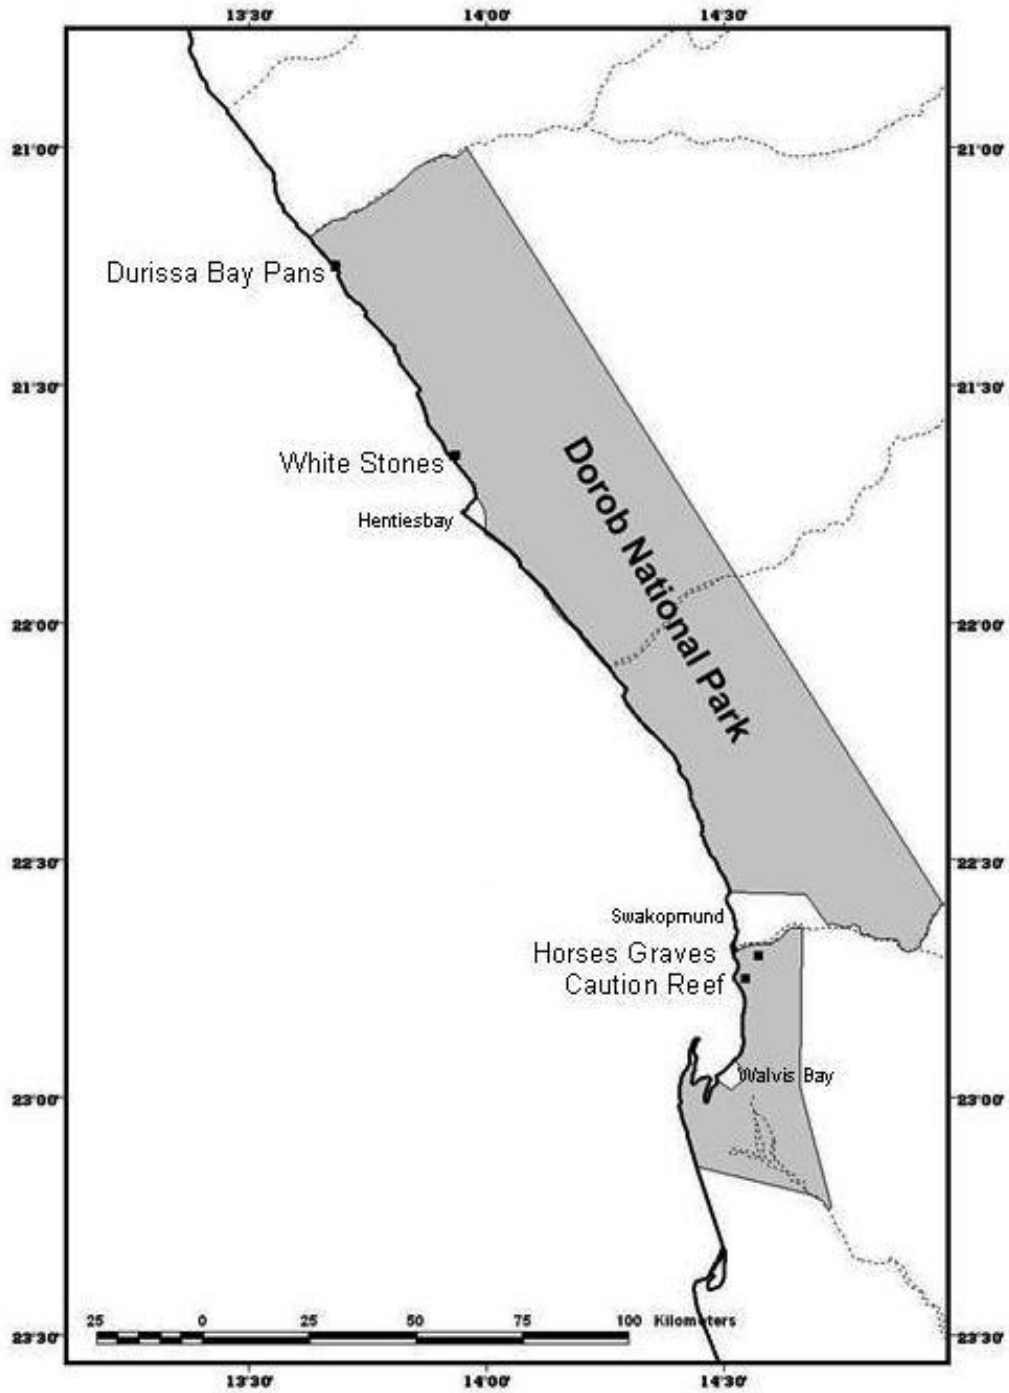 13°30'
14°00'
14°30'
21°00'
21°00'
Durissa Bay Pans
21°30'
21°30'
White Stones
Hentiesbay
Dorob National Park
22°00'
22°00'
22°30'
22°30'
Swakopmund
Horses Graves
Caution Reef
Walvis Bay
23°00'
23°00'
25 0 25 50 75 100 Kilometers
23°30'
23°30'
13°30'
14°00'
14°30'